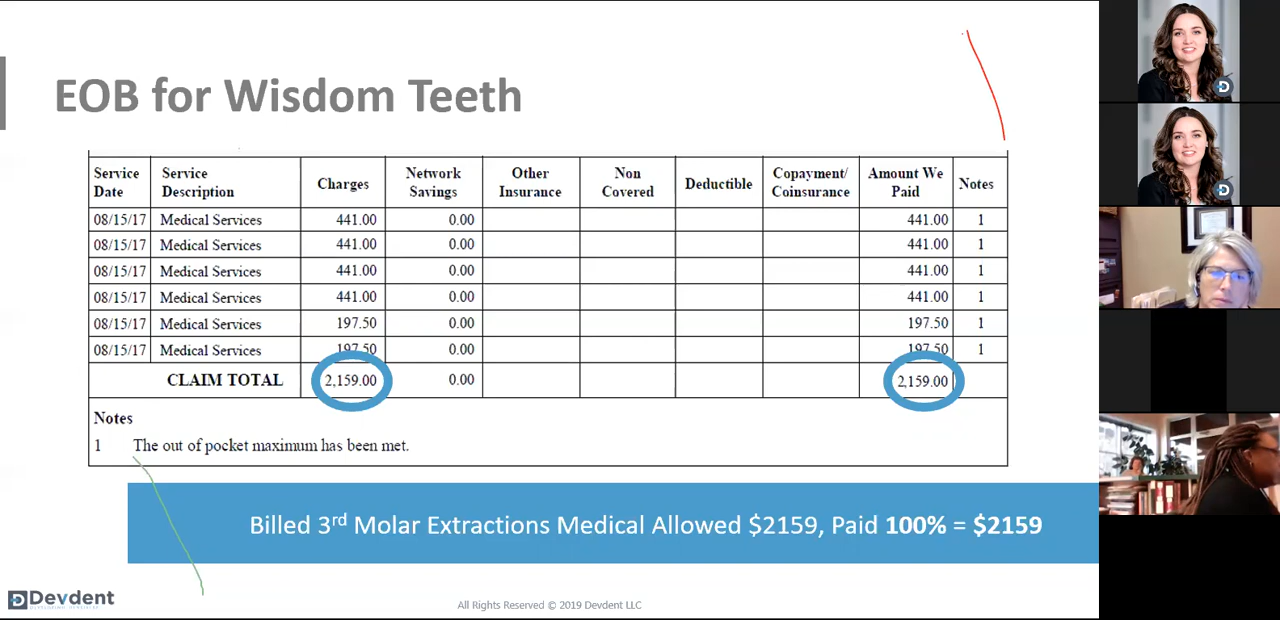 EOB for Wisdom Teeth
Service Date Service Description Charges Network Savings Other Insurance Non Covered Deductible Copayment/ Coinsurance Amount We Paid Notes
08/15/17 Medical Services 441.00 0.00 441.00 1
08/15/17 Medical Services 441.00 0.00 441.00 1
08/15/17 Medical Services 441.00 0.00 441.00 1
08/15/17 Medical Services 441.00 0.00 441.00 1
08/15/17 Medical Services 197.50 0.00 197.50 1
08/15/17 Medical Services 197.50 0.00 197.50 1
CLAIM TOTAL 2,159.00 0.00 2,159.00
Notes
1 The out of pocket maximum has been met.
Billed 3rd Molar Extractions Medical Allowed $2159, Paid 100% = $2159
Devdent
All Rights Reserved © 2019 Devdent LLC